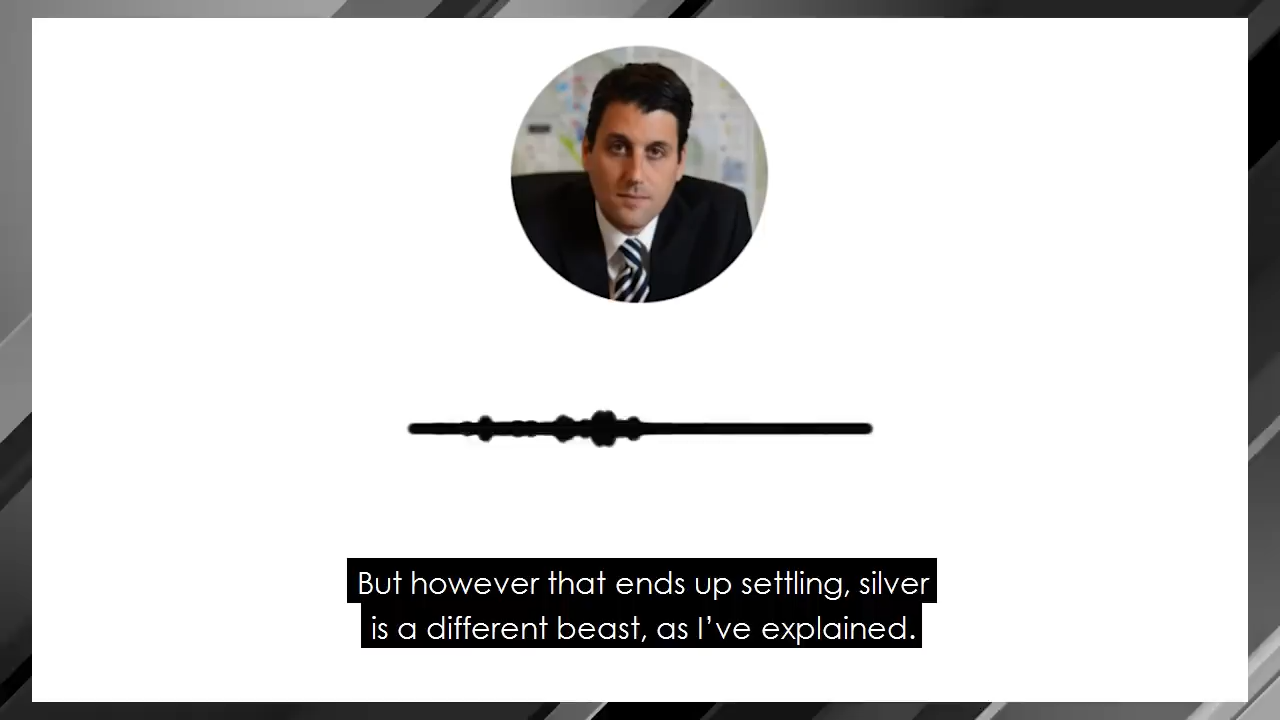 But however that ends up settling, silver
is a different beast, as I’ve explained.